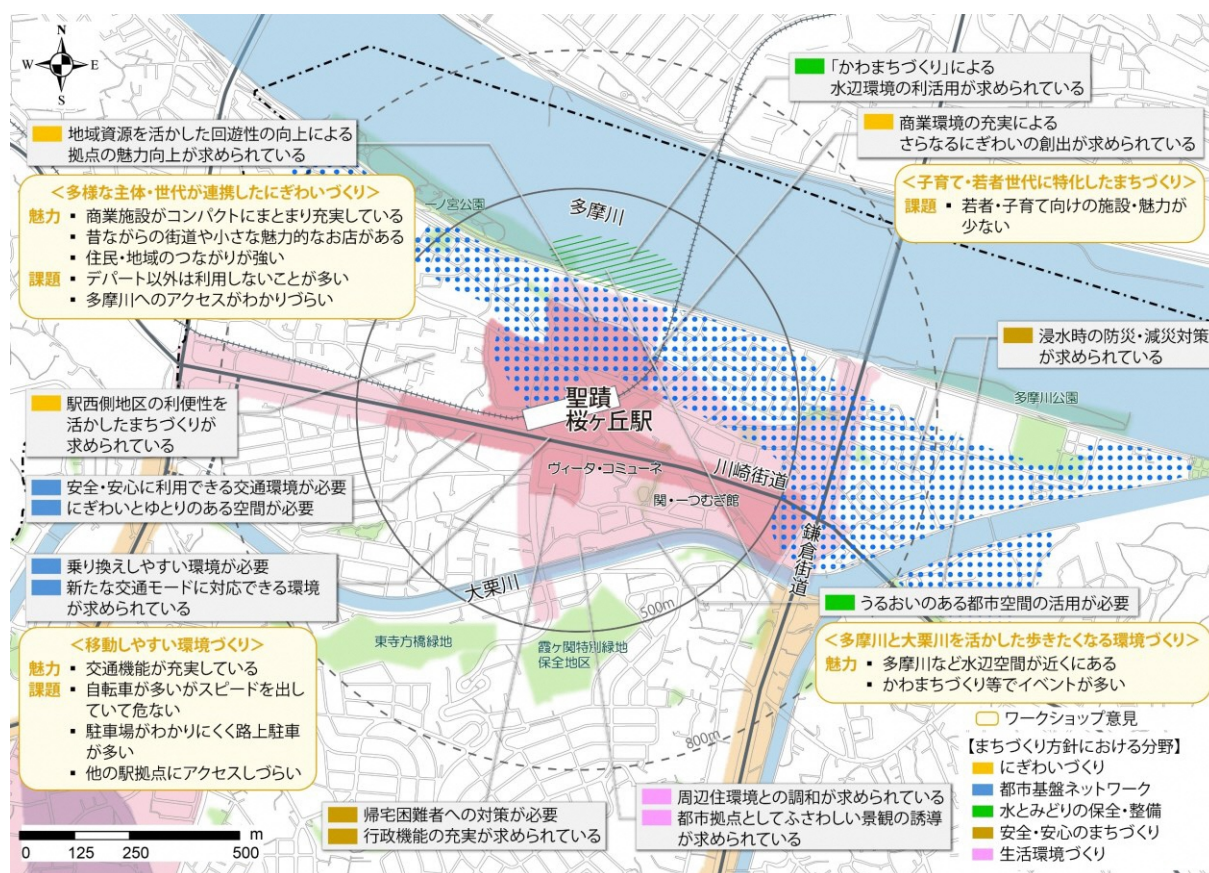 N
W
E
S
「かわまちづくり」による
水辺環境の利活用が求められている
商業環境の充実による
さらなるにぎわいの創出が求められている
地域資源を活かした回遊性の向上による
拠点の魅力向上が求められている
<多様な主体・世代が連携したにぎわいづくり>
魅力 ▪ 商業施設がコンパクトにまとまり充実している
▪ 昔ながらの街道や小さな魅力的なお店がある
▪ 住民・地域のつながりが強い
課題 ▪ デパート以外は利用しないことが多い
▪ 多摩川へのアクセスがわかりづらい
<子育て・若者世代に特化したまちづくり>
課題 ▪ 若者・子育て向けの施設・魅力が
少ない
一ノ宮公園
多摩川
浸水時の防災・減災対策
が求められている
多摩川公園
駅西側地区の利便性を
活かしたまちづくりが
求められている
聖蹟
桜ヶ丘駅
ヴィータ・コミューネ
川崎街道
関・一つむぎ館
鎌倉街道
安全・安心に利用できる交通環境が必要
にぎわいとゆとりのある空間が必要
乗り換えしやすい環境が必要
新たな交通モードに対応できる環境
が求められている
大栗川
500m
うるおいのある都市空間の活用が必要
東寺方橋緑地
霞ヶ関特別緑地
保全地区
800m
<移動しやすい環境づくり>
魅力 ▪ 交通機能が充実している
課題 ▪ 自転車が多いがスピードを出し
ていて危ない
▪ 駐車場がわかりにくく路上駐車
が多い
▪ 他の駅拠点にアクセスしづらい
<多摩川と大栗川を活かした歩きたくなる環境づくり>
魅力 ▪ 多摩川など水辺空間が近くにある
▪ かわまちづくり等でイベントが多い
帰宅困難者への対策が必要
行政機能の充実が求められている
周辺住環境との調和が求められている
都市拠点としてふさわしい景観の誘導
が求められている
ワークショップ意見
【まちづくり方針における分野】
にぎわいづくり
都市基盤ネットワーク
水とみどりの保全・整備
安全・安心のまちづくり
生活環境づくり
m
0 125 250 500